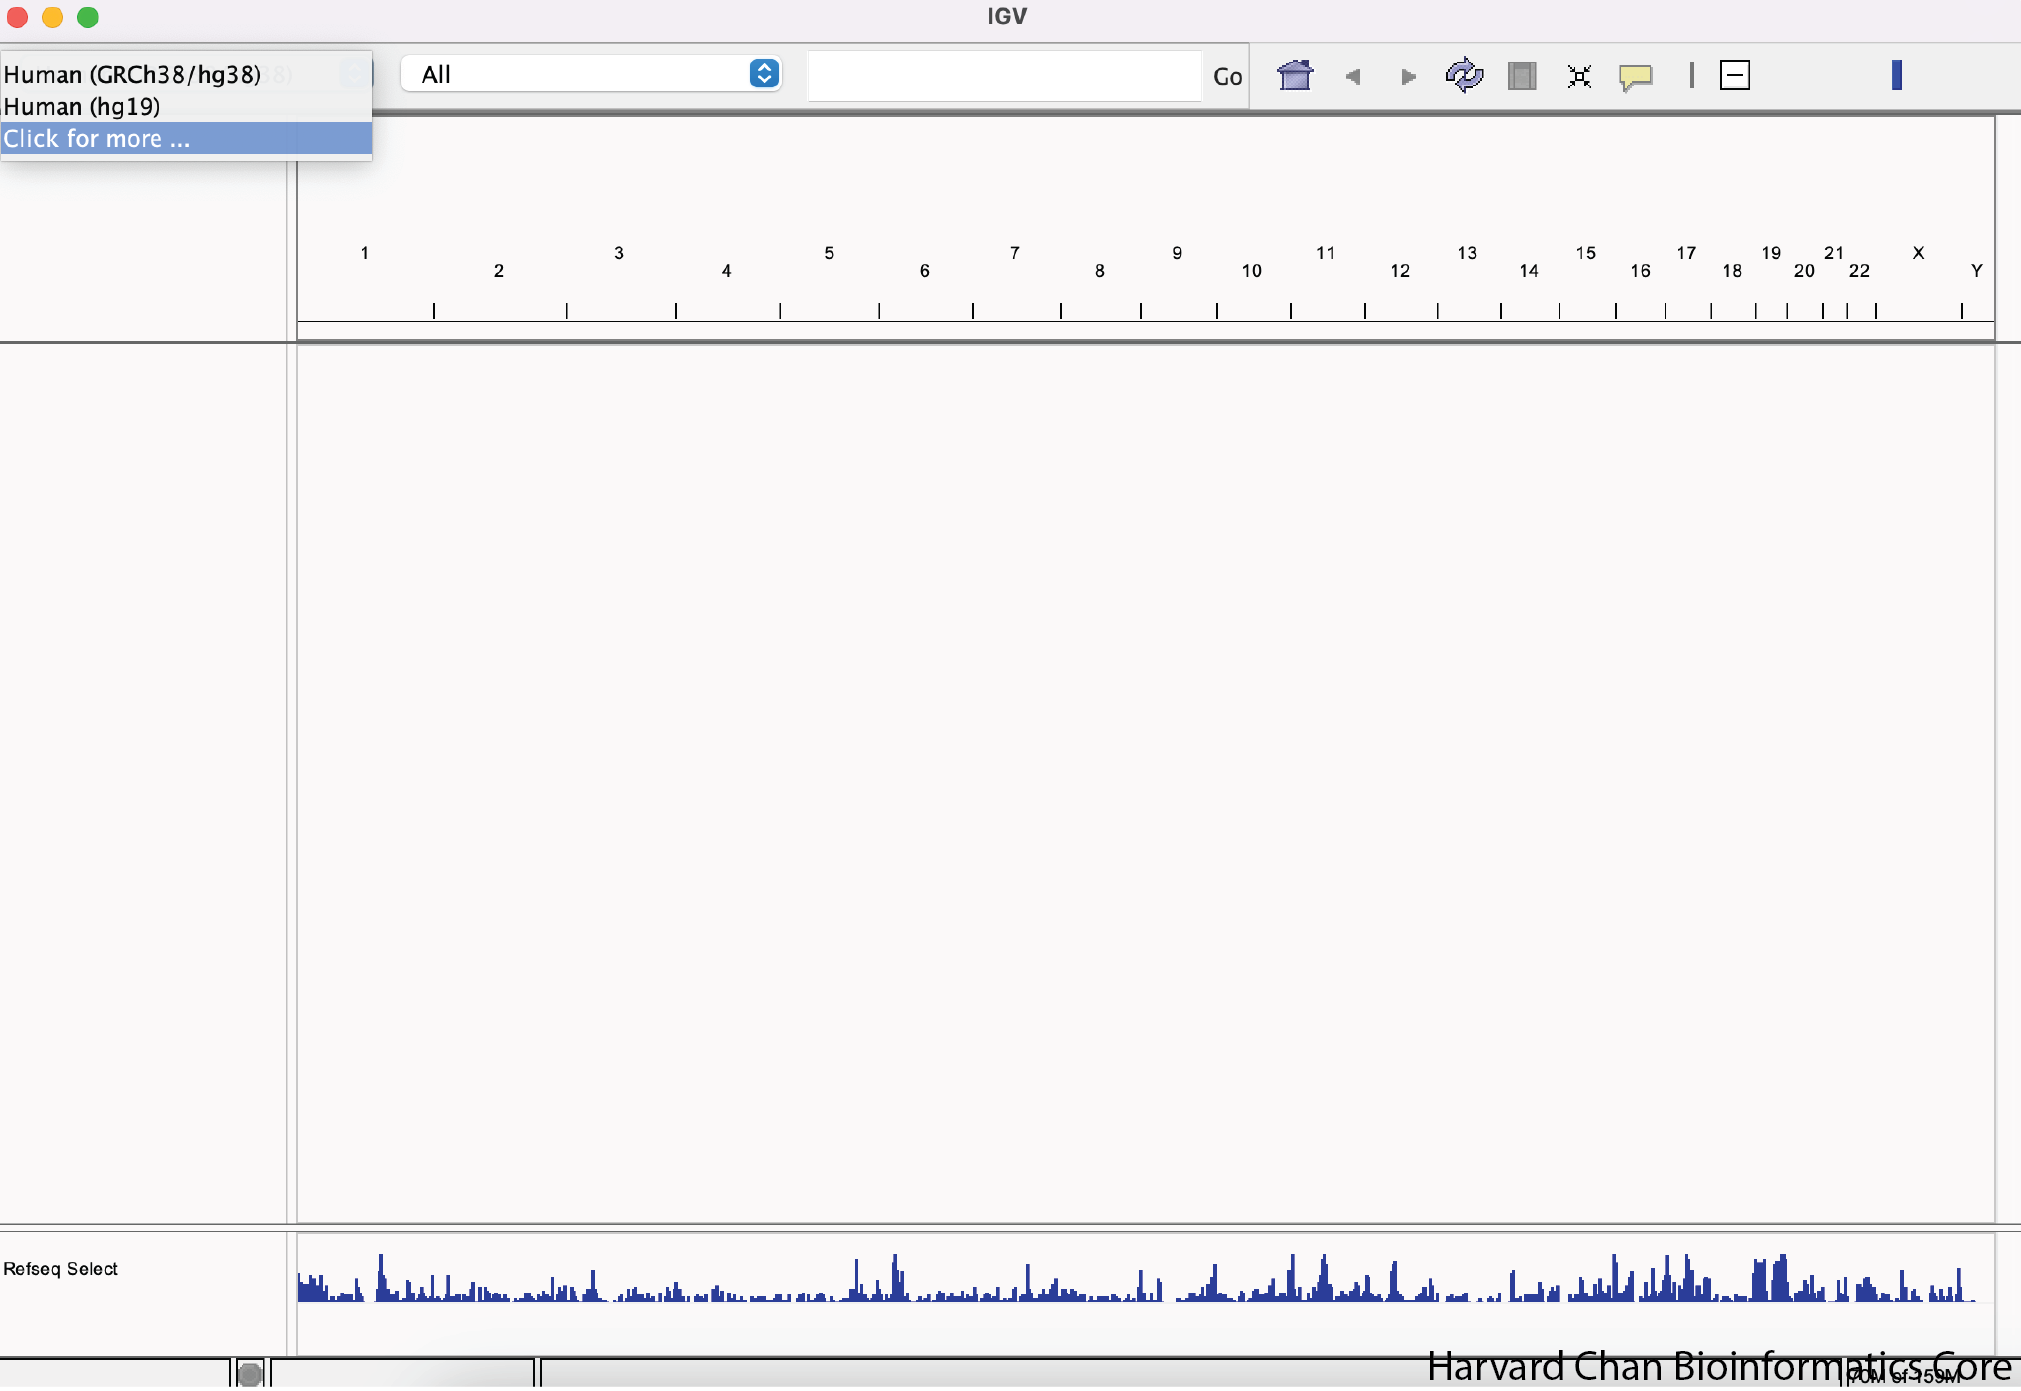 IGV
Human (GRCh38/hg38)
Human (hg19)
Click for more ...
All
Go
1 2 3 4 5 6 7 8 9 10 11 12 13 14 15 16 17 18 19 20 21 22 X Y
Refseq Select
Harvard Chan Bioinformatics Core
70M of 159M